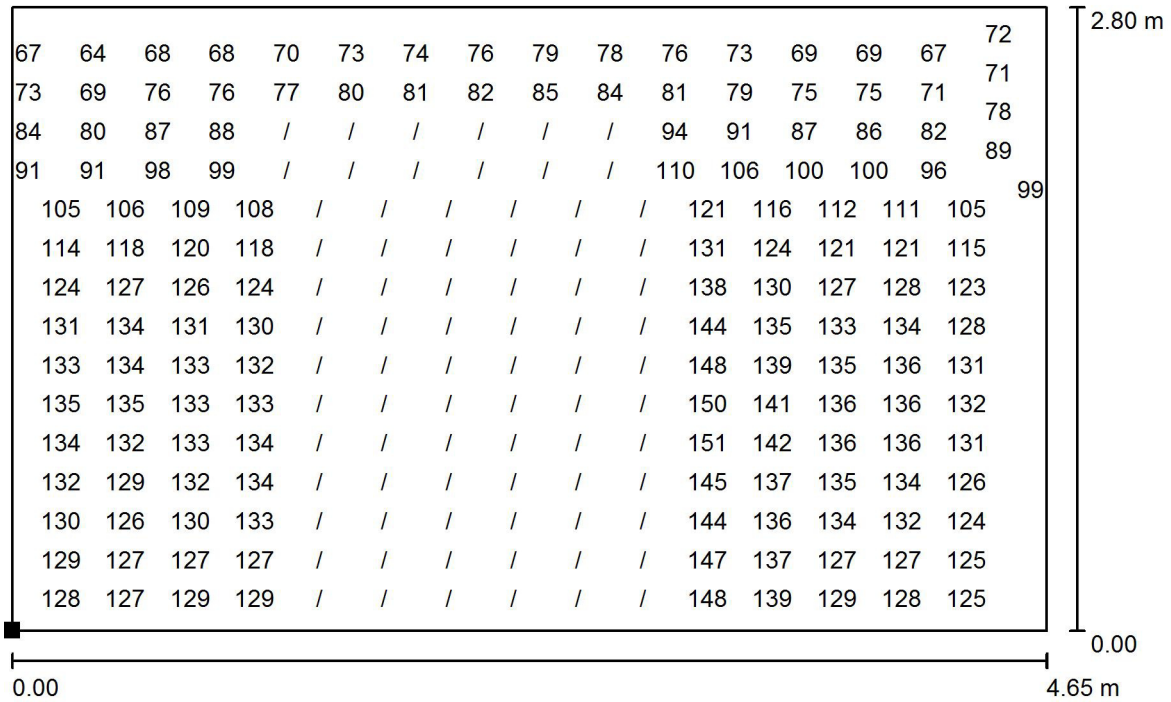 72
2.80 m
67 64 68 68 70 73 74 76 79 78 76 73 69 69 67
71
73 69 76 76 77 80 81 82 85 84 81 79 75 75 71
78
84 80 87 88 / / / / / / 94 91 87 86 82
89
91 91 98 99 / / / / / / 110 106 100 100 96
99
105 106 109 108 / / / / / / 121 116 112 111 105
114 118 120 118 / / / / / / 131 124 121 121 115
124 127 126 124 / / / / / / 138 130 127 128 123
131 134 131 130 / / / / / / 144 135 133 134 128
133 134 133 132 / / / / / / 148 139 135 136 131
135 135 133 133 / / / / / / 150 141 136 136 132
134 132 133 134 / / / / / / 151 142 136 136 131
132 129 132 134 / / / / / / 145 137 135 134 126
130 126 130 133 / / / / / / 144 136 134 132 124
129 127 127 127 / / / / / / 147 137 127 127 125
128 127 129 129 / / / / / / 148 139 129 128 125
0.00
0.00 4.65 m